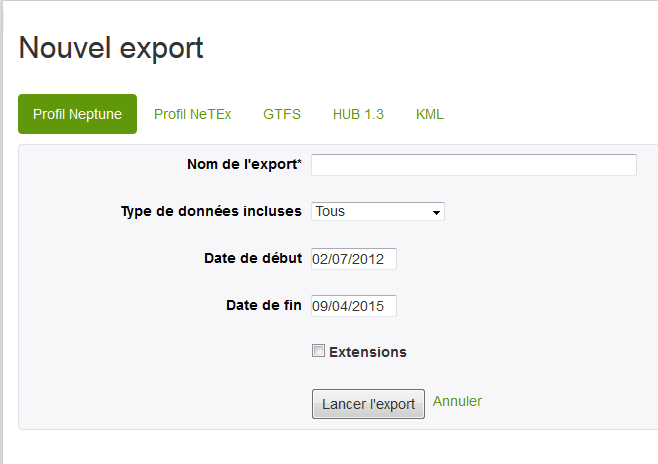 Nouvel export
Profil Neptune Profil NeTEx GTFS HUB 1.3 KML
Nom de l'export*
Type de données incluses Tous
Date de début 02/07/2012
Date de fin 09/04/2015
Extensions
Lancer l'export Annuler